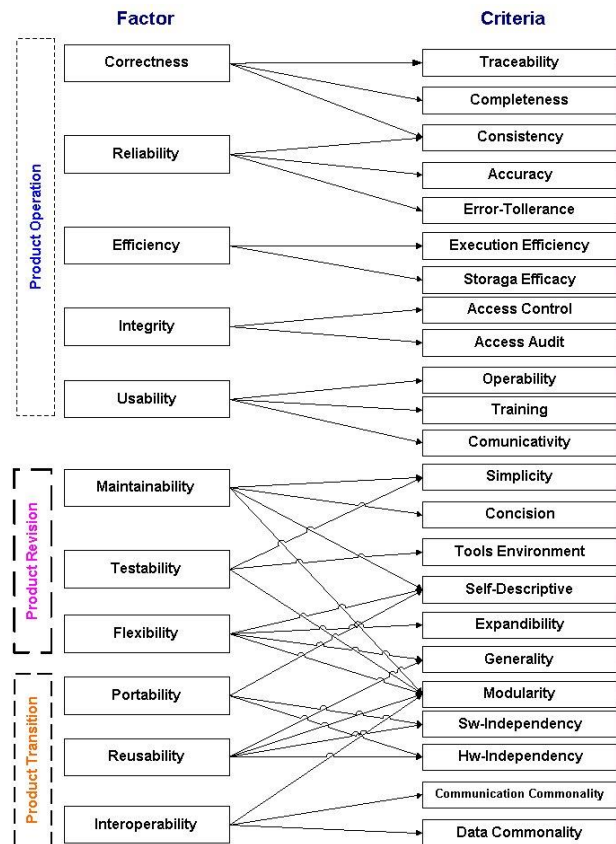 Factor
Criteria
Product Operation
Correctness
Reliability
Efficiency
Integrity
Usability
Product Revision
Maintainability
Testability
Flexibility
Product Transition
Portability
Reusability
Interoperability
Traceability
Completeness
Consistency
Accuracy
Error-Tollerance
Execution Efficiency
Storaga Efficacy
Access Control
Access Audit
Operability
Training
Comunicativity
Simplicity
Concision
Tools Environment
Self-Descriptive
Expandibility
Generality
Modularity
Sw-Independency
Hw-Independency
Communication Commonality
Data Commonality